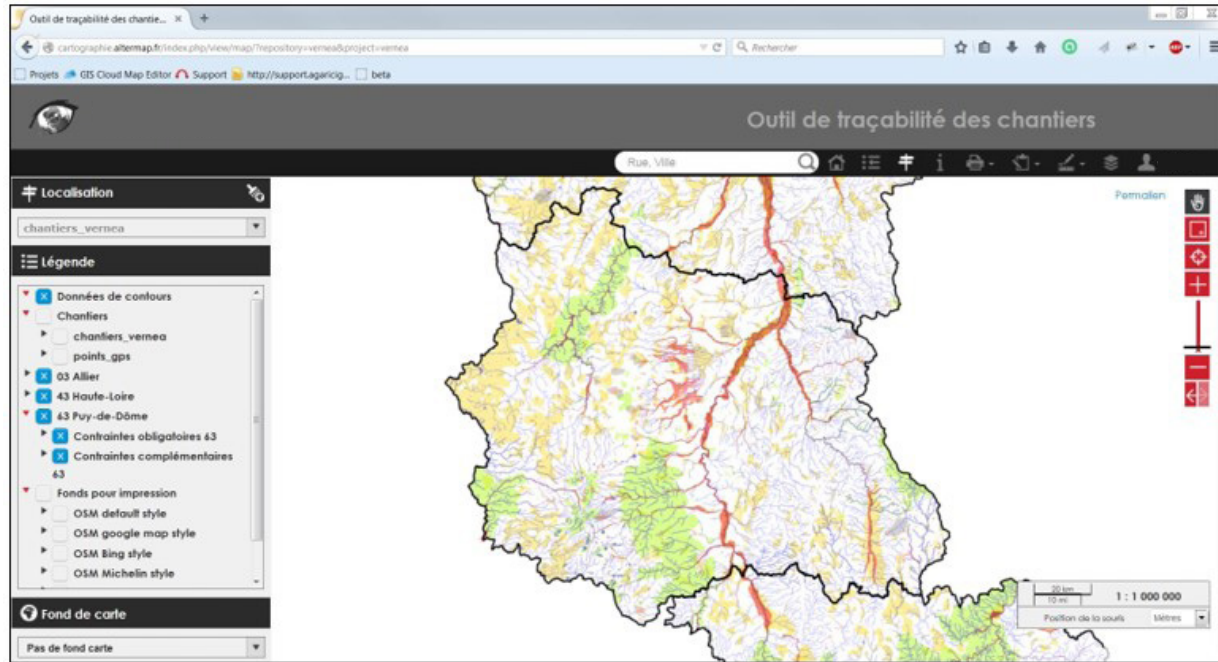 Outil de traçabilité des chantie...
cartographie.altermap.fr/index.php/view/map/?repository=vernea&project=vernea
Rechercher
Projets
GIS Cloud Map Editor
Support
http://support.agaricig...
beta
Outil de traçabilité des chantiers
Rue, Ville
Localisation
chantiers_vernea
Légende
Données de contours
Chantiers
chantiers_vernea
points_gps
03 Allier
43 Haute-Loire
63 Puy-de-Dôme
Contraintes obligatoires 63
Contraintes complémentaires
63
Fonds pour impression
OSM default style
OSM google map style
OSM Bing style
OSM Michelin style
Fond de carte
Pas de fond carte
Permalien
20 km
10 mi
1 : 1 000 000
Position de la souris
Mètres